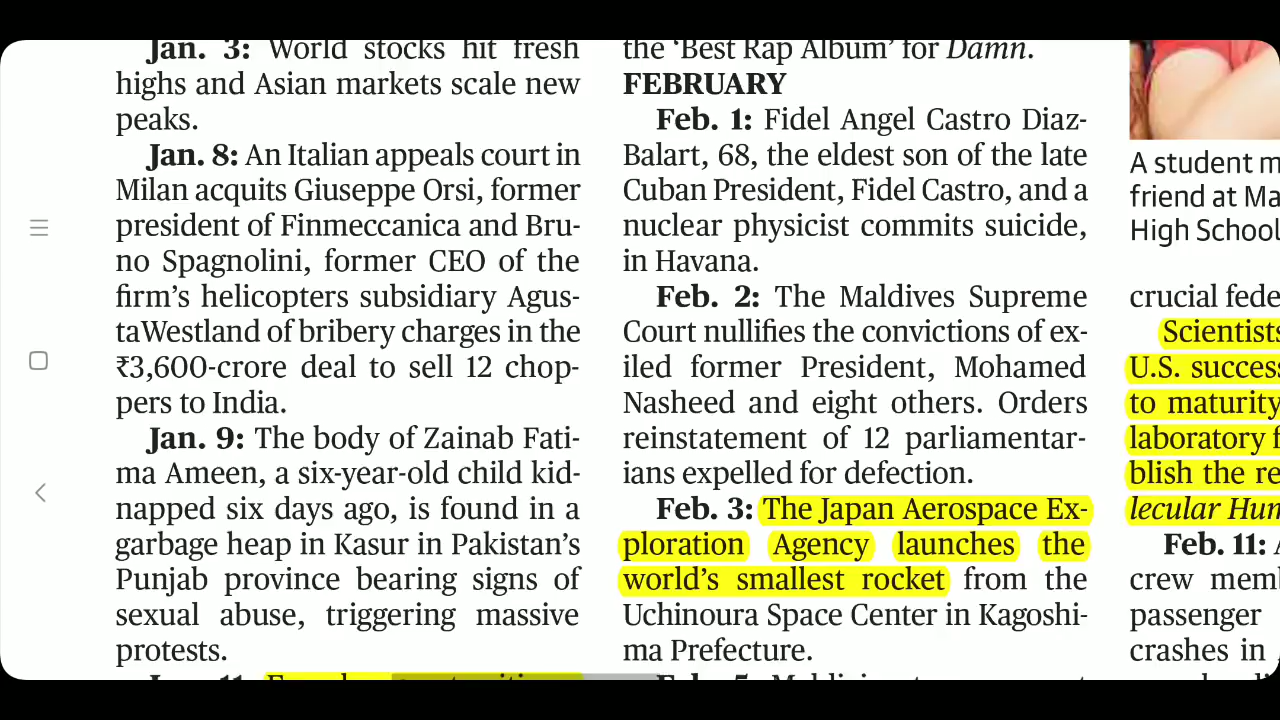 Jan. 3: World stocks hit fresh
highs and Asian markets scale new
peaks.
Jan. 8: An Italian appeals court in
Milan acquits Giuseppe Orsi, former
president of Finmeccanica and Bru-
no Spagnolini, former CEO of the
firm's helicopters subsidiary Agus-
taWestland of bribery charges in the
₹3,600-crore deal to sell 12 chop-
pers to India.
Jan. 9: The body of Zainab Fati-
ma Ameen, a six-year-old child kid-
napped six days ago, is found in a
garbage heap in Kasur in Pakistan's
Punjab province bearing signs of
sexual abuse, triggering massive
protests.
the ‘Best Rap Album’ for Damn.
FEBRUARY
Feb. 1: Fidel Angel Castro Diaz-
Balart, 68, the eldest son of the late
Cuban President, Fidel Castro, and a
nuclear physicist commits suicide,
in Havana.
Feb. 2: The Maldives Supreme
Court nullifies the convictions of ex-
iled former President, Mohamed
Nasheed and eight others. Orders
reinstatement of 12 parliamentar-
ians expelled for defection.
Feb. 3: The Japan Aerospace Ex-
ploration Agency launches the
world's smallest rocket from the
Uchinoura Space Center in Kagoshi-
ma Prefecture.
A student m
friend at Ma
High School
crucial fede
Scientists
U.S. success
to maturity
laboratory f
blish the re
lecular Hum
Feb. 11: A
crew memb
passenger
crashes in